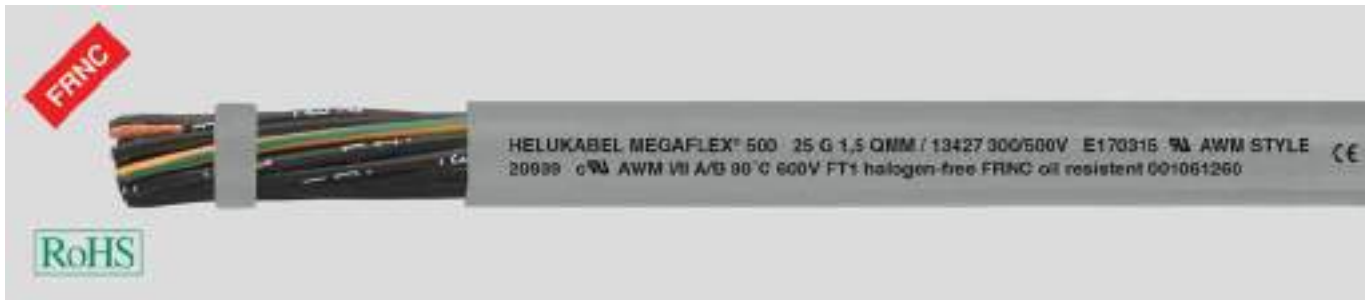 FRNC
HELUKABEL MEGAFLEX® 500 25 G 1,5 QMM / 13427 300/500V E170315 AWM STYLE
20939 AWM I/II A/B 90°C 600V FT1 halogen-free FRNC oil resistent 001061260
CE
RoHS